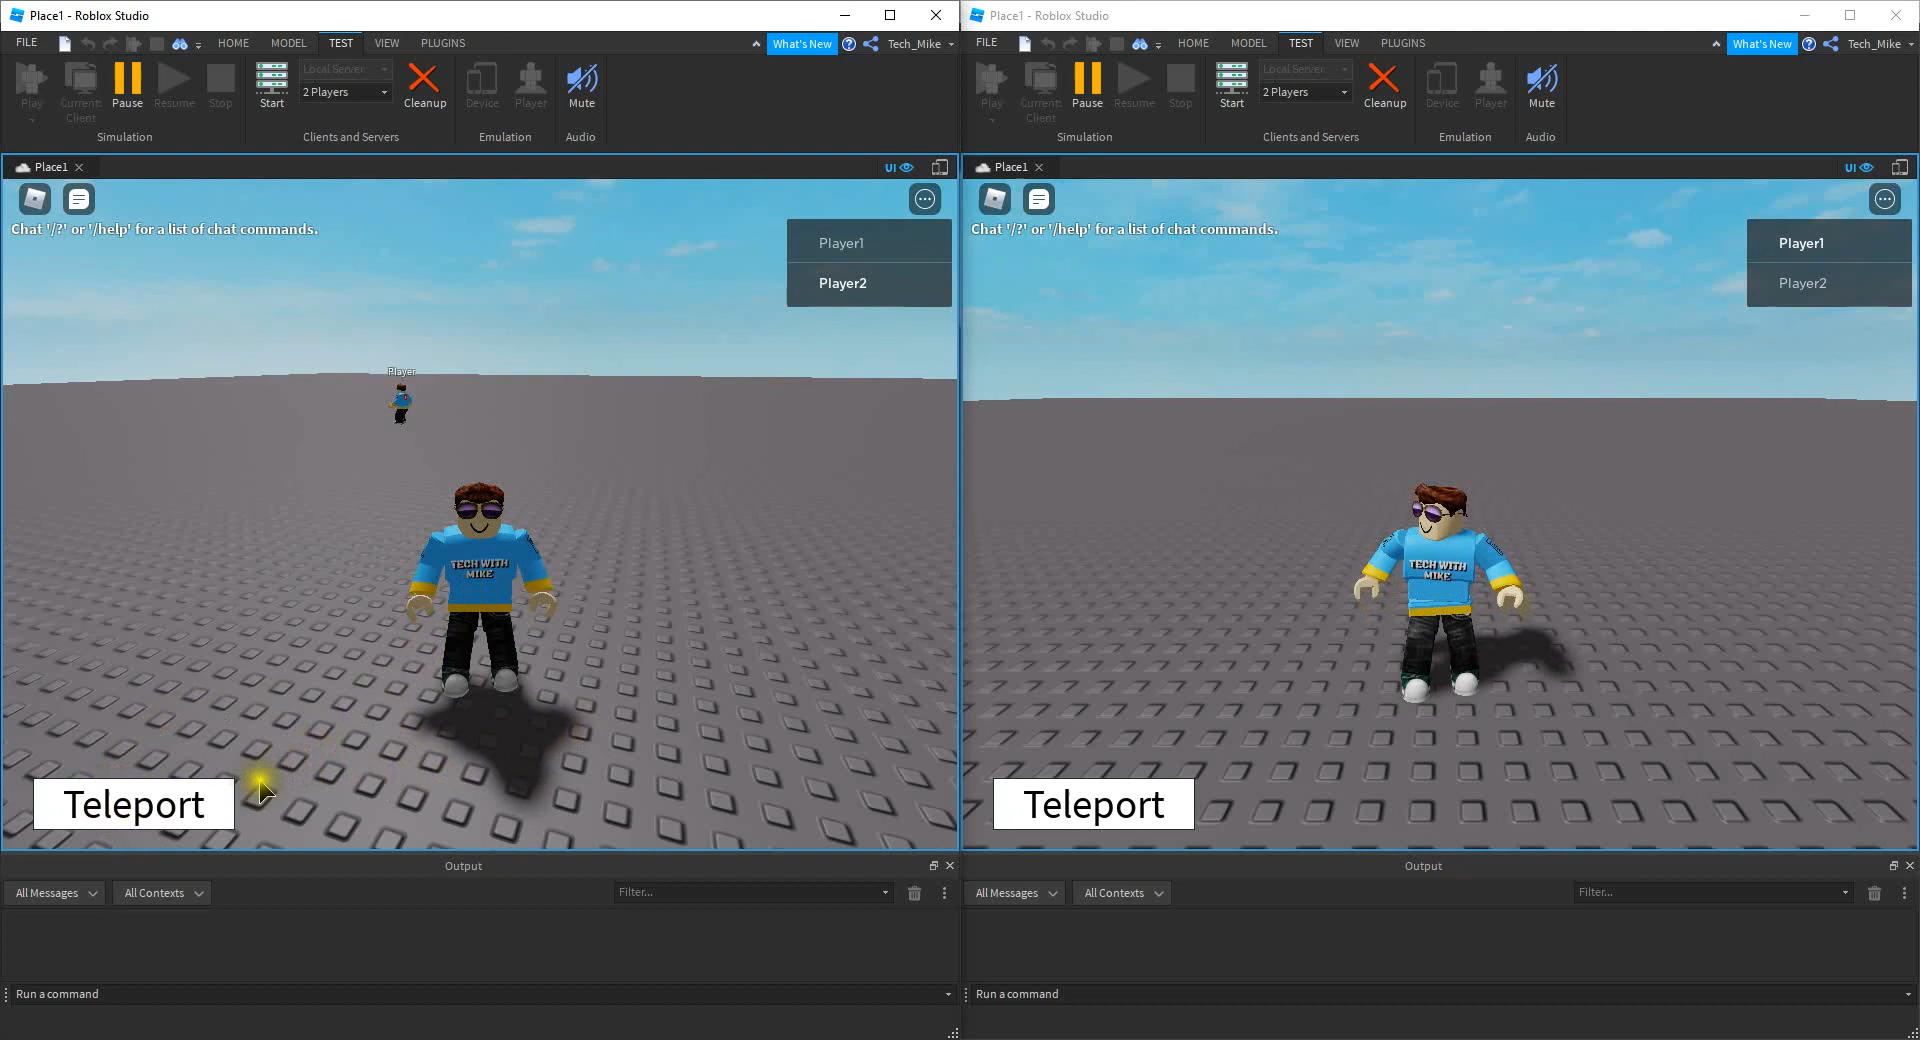 Place1 - Roblox Studio
FILE HOME MODEL TEST VIEW PLUGINS What's New Tech_Mike
Play Current: Client Pause Resume Stop Start Local Server 2 Players Cleanup Device Player Mute
Simulation Clients and Servers Emulation Audio
Place1 UI
Chat '/?' or '/help' for a list of chat commands.
Player1
Player2
Player
TECH WITH
MIKE
Teleport
Output
All Messages All Contexts Filter...
Run a command
Place1 - Roblox Studio
FILE HOME MODEL TEST VIEW PLUGINS What's New Tech_Mike
Play Current: Client Pause Resume Stop Start Local Server 2 Players Cleanup Device Player Mute
Simulation Clients and Servers Emulation Audio
Place1 UI
Chat '/?' or '/help' for a list of chat commands.
Player1
Player2
TECH WITH
MIKE
Teleport
Output
All Messages All Contexts Filter...
Run a command